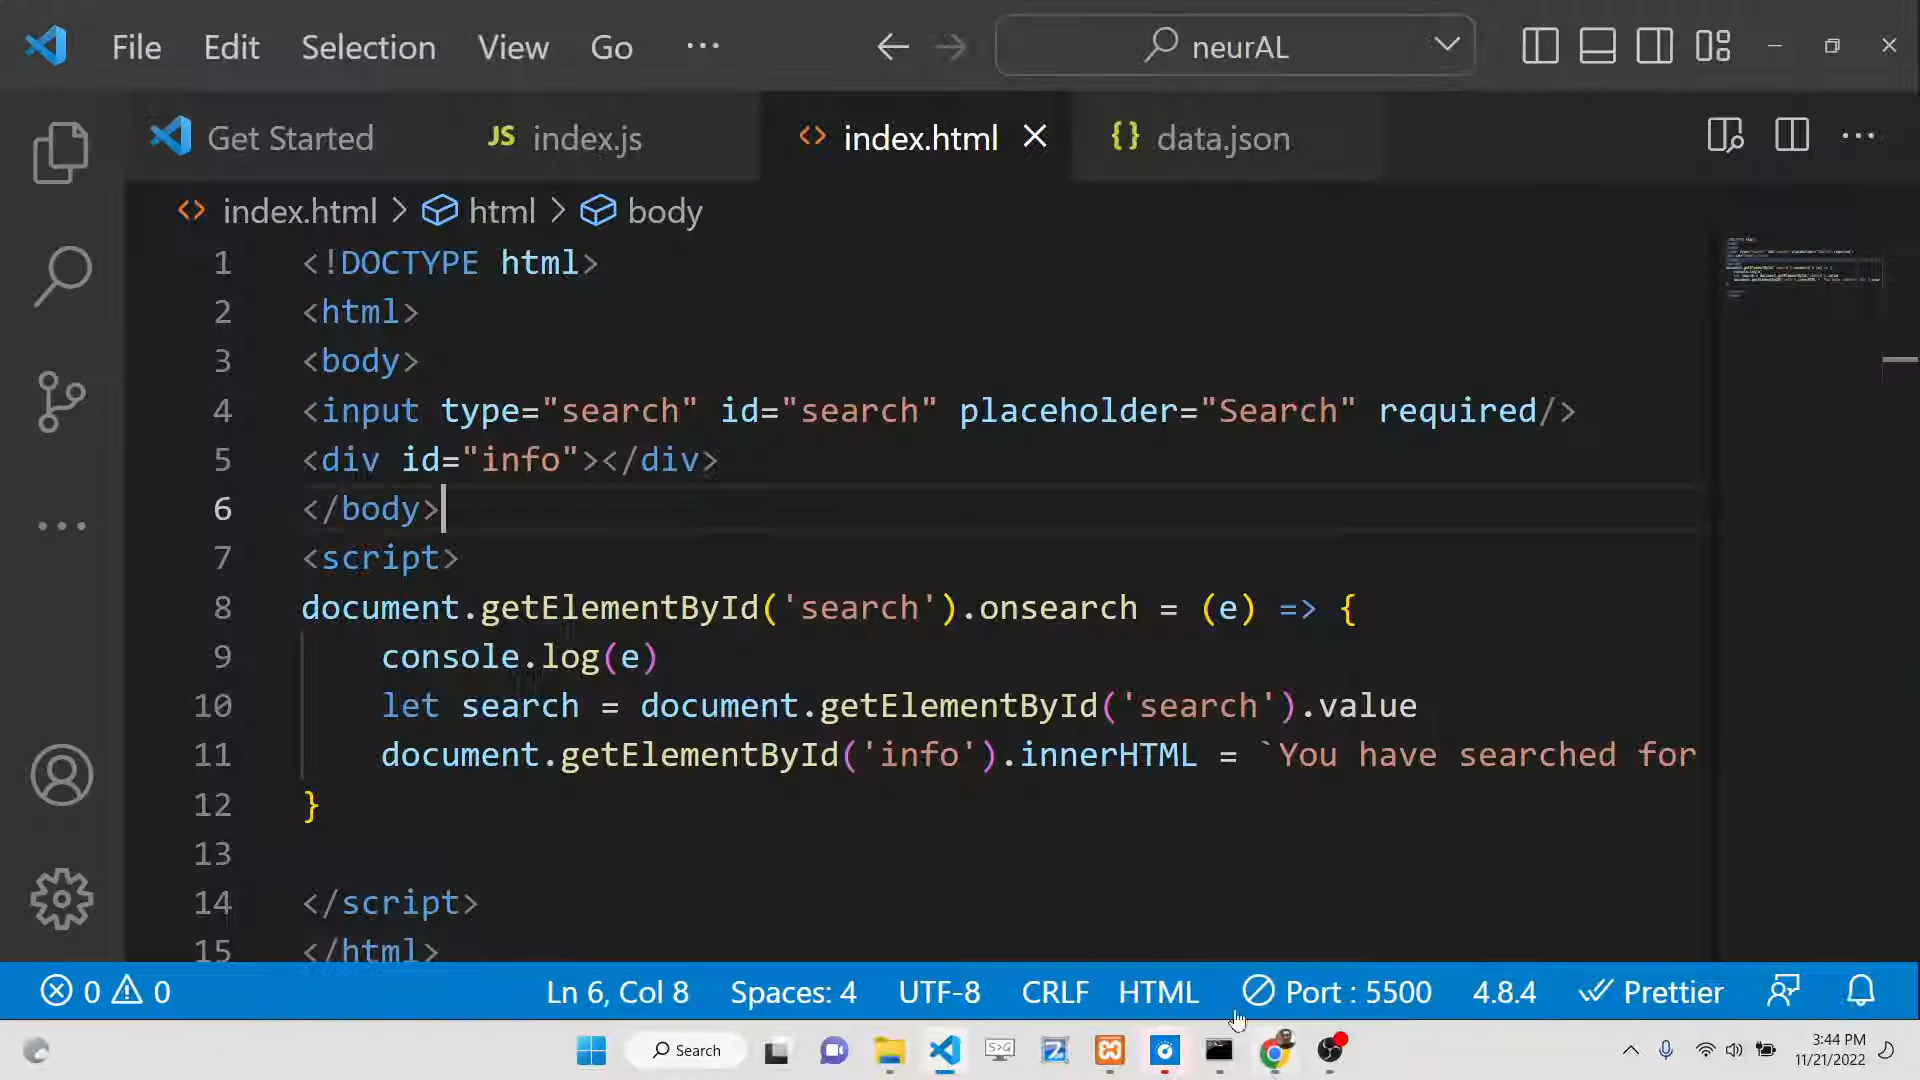 File Edit Selection View Go ··· neurAL
Get Started JS index.js <> index.html {} data.json
<> index.html > html > body
1 <!DOCTYPE html>
2 <html>
3 <body>
4 <input type="search" id="search" placeholder="Search" required/>
5 <div id="info"></div>
6 </body>
7 <script>
8 document.getElementById('search').onsearch = (e) => {
9 console.log(e)
10 let search = document.getElementById('search').value
11 document.getElementById('info').innerHTML = `You have searched for
12 }
13
14 </script>
15 </html>
0 0 Ln 6, Col 8 Spaces: 4 UTF-8 CRLF HTML Port : 5500 4.8.4 Prettier
Search 3:44 PM
11/21/2022